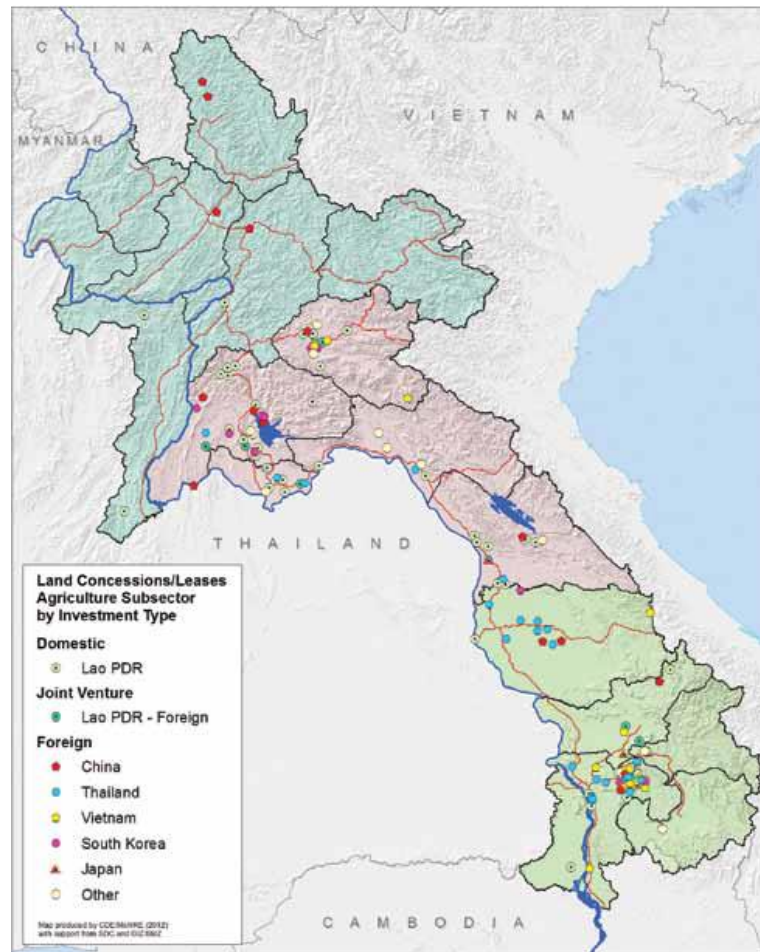 CHINA
VIETNAM
MYANMAR
THAILAND
Land Concessions/Leases
Agriculture Subsector
by Investment Type
Domestic
Lao PDR
Joint Venture
Lao PDR - Foreign
Foreign
China
Thailand
Vietnam
South Korea
Japan
Other
Map produced by CDE/MoNRE (2012)
with support from SDC and GIZ/BMZ
CAMBODIA